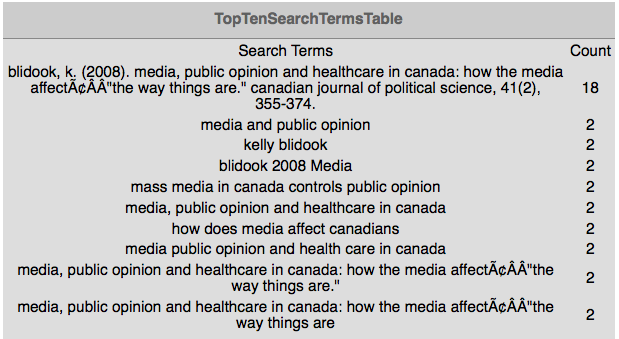 TopTenSearchTermsTable
Search Terms Count
blidook, k. (2008). media, public opinion and healthcare in canada: how the media
affectÃ¢ÂÂ"the way things are." canadian journal of political science, 41(2), 18
355-374.
media and public opinion 2
kelly blidook 2
blidook 2008 Media 2
mass media in canada controls public opinion 2
media, public opinion and healthcare in canada 2
how does media affect canadians 2
media public opinion and health care in canada 2
media, public opinion and healthcare in canada: how the media affectÃ¢ÂÂ"the 2
way things are."
media, public opinion and healthcare in canada: how the media affectÃ¢ÂÂ"the 2
way things are